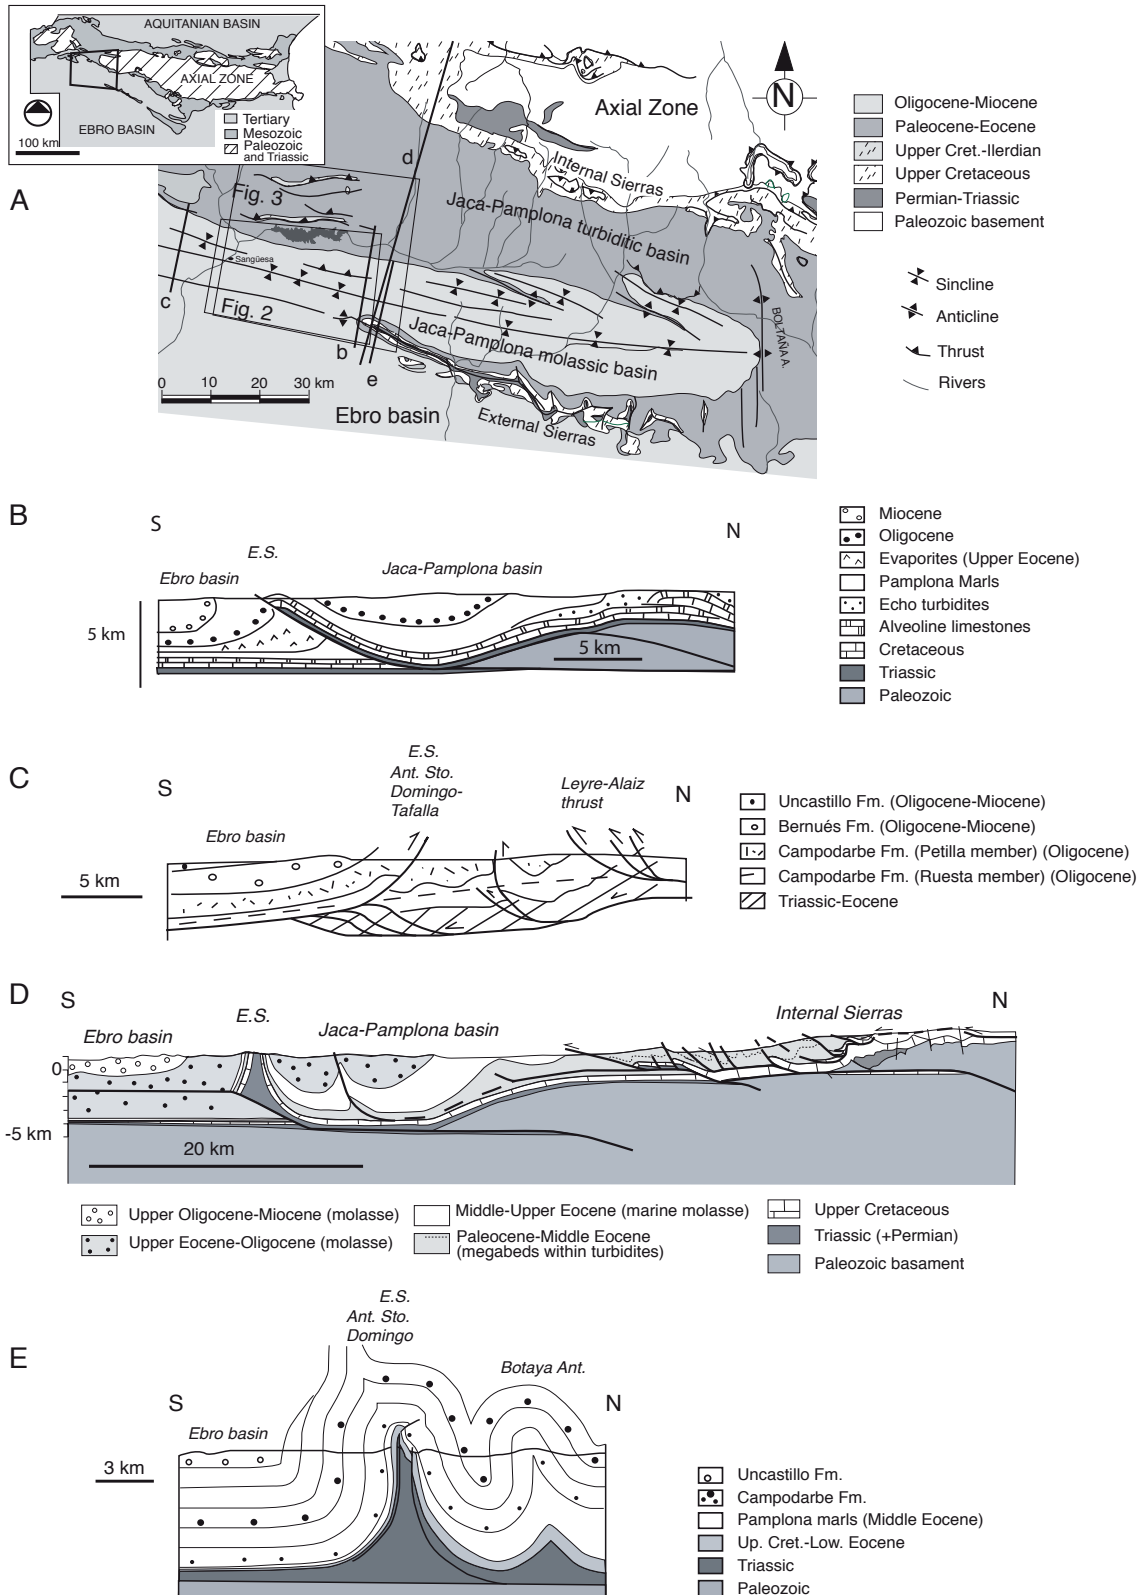 AQUITANIAN BASIN
AXIAL ZONE
EBRO BASIN
100 km
Tertiary
Mesozoic
Paleozoic
and Triassic
A
N
Axial Zone
Internal Sierras
d
Fig. 3
Jaca-Pamplona turbiditic basin
Sangüesa
c
Fig. 2
BOLTAÑA A.
Jaca-Pamplona molassic basin
b
e
0 10 20 30 km
Ebro basin
External Sierras
Oligocene-Miocene
Paleocene-Eocene
Upper Cret.-Ilerdian
Upper Cretaceous
Permian-Triassic
Paleozoic basement
Sincline
Anticline
Thrust
Rivers
B
S
N
E.S.
Ebro basin
Jaca-Pamplona basin
5 km
5 km
Miocene
Oligocene
Evaporites (Upper Eocene)
Pamplona Marls
Echo turbidites
Alveoline limestones
Cretaceous
Triassic
Paleozoic
C
S
E.S.
Ant. Sto.
Domingo-
Tafalla
Leyre-Alaiz
thrust
N
Ebro basin
5 km
Uncastillo Fm. (Oligocene-Miocene)
Bernués Fm. (Oligocene-Miocene)
Campodarbe Fm. (Petilla member) (Oligocene)
Campodarbe Fm. (Ruesta member) (Oligocene)
Triassic-Eocene
D
S
N
Ebro basin
E.S.
Jaca-Pamplona basin
Internal Sierras
0
-5 km
20 km
Upper Oligocene-Miocene (molasse)
Upper Eocene-Oligocene (molasse)
Middle-Upper Eocene (marine molasse)
Paleocene-Middle Eocene
(megabeds within turbidites)
Upper Cretaceous
Triassic (+Permian)
Paleozoic basament
E
E.S.
Ant. Sto.
Domingo
Botaya Ant.
S
N
Ebro basin
3 km
Uncastillo Fm.
Campodarbe Fm.
Pamplona marls (Middle Eocene)
Up. Cret.-Low. Eocene
Triassic
Paleozoic